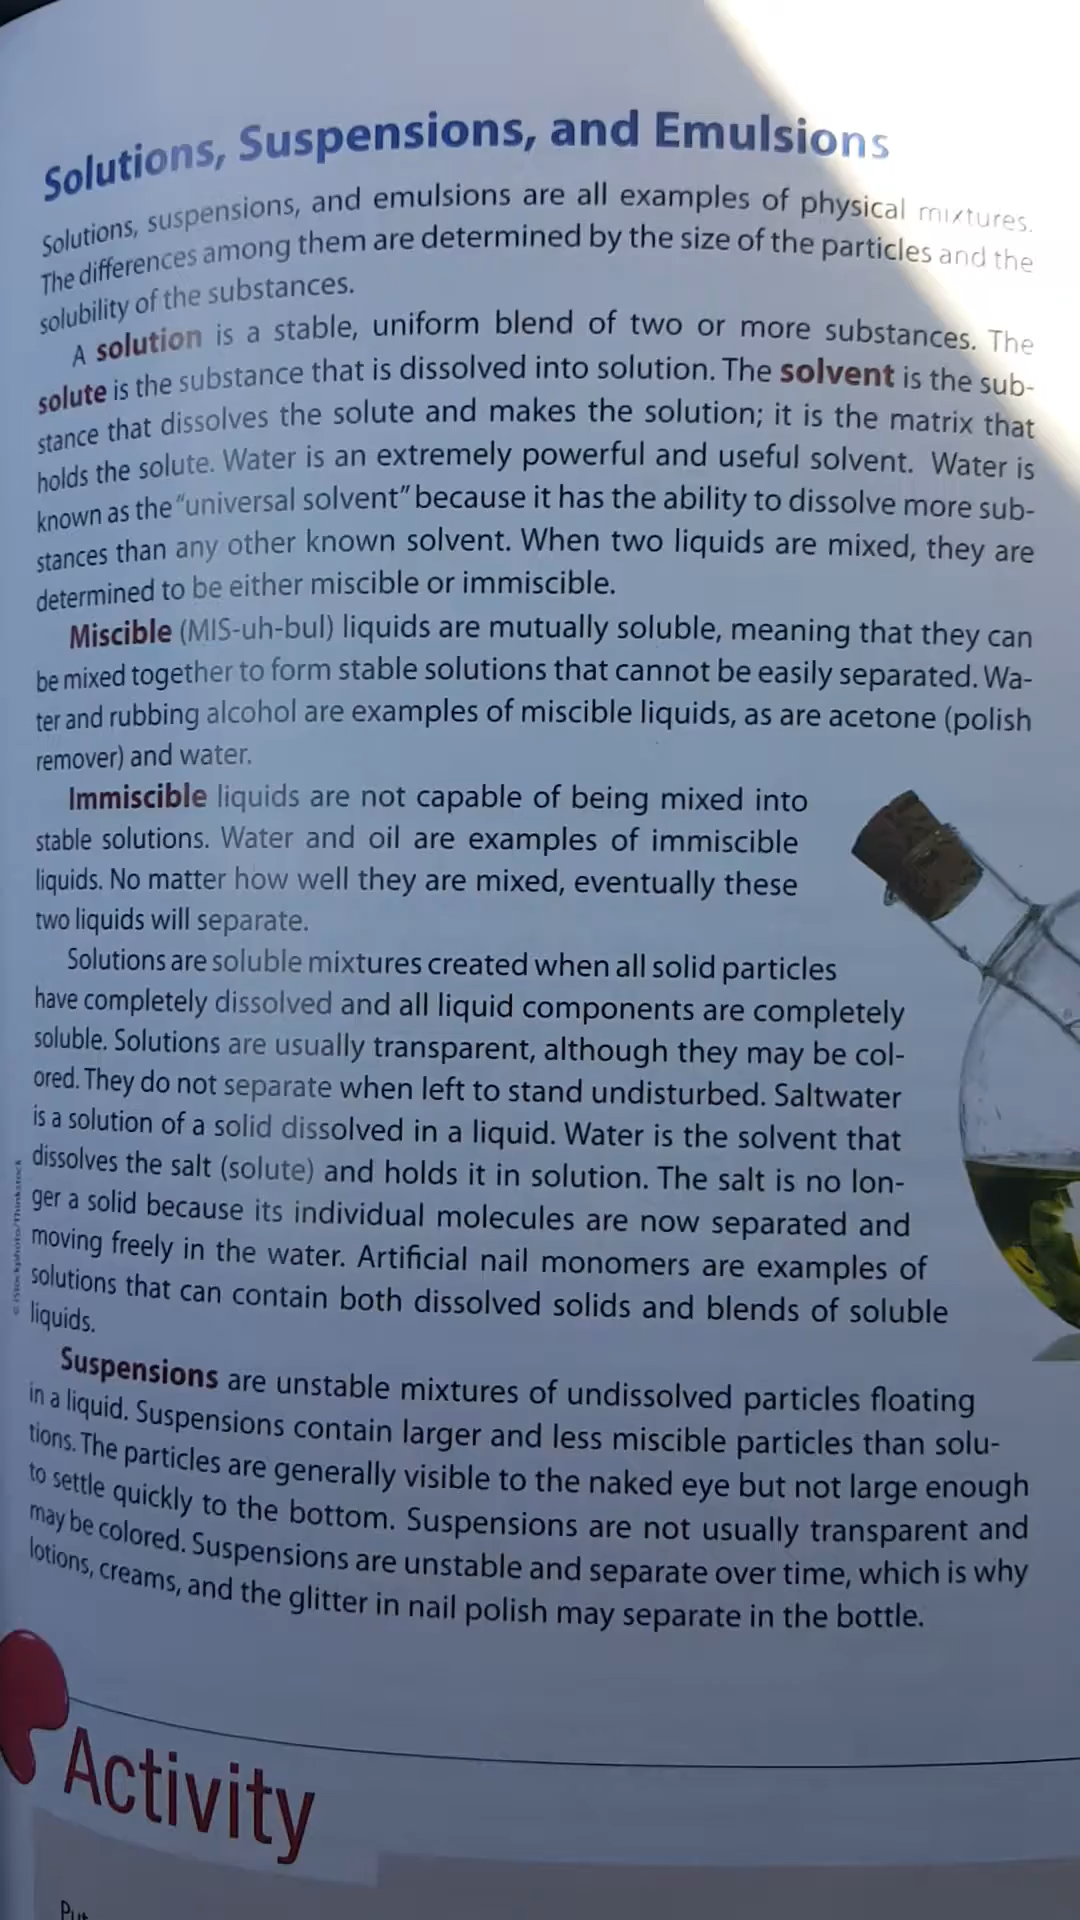 Solutions, Suspensions, and Emulsions
Solutions, suspensions, and emulsions are all examples of physical mixtures.
The differences among them are determined by the size of the particles and the
solubility of the substances.
A solution is a stable, uniform blend of two or more substances. The
solute is the substance that is dissolved into solution. The solvent is the sub-
stance that dissolves the solute and makes the solution; it is the matrix that
holds the solute. Water is an extremely powerful and useful solvent. Water is
known as the "universal solvent" because it has the ability to dissolve more sub-
stances than any other known solvent. When two liquids are mixed, they are
determined to be either miscible or immiscible.
Miscible (MIS-uh-bul) liquids are mutually soluble, meaning that they can
be mixed together to form stable solutions that cannot be easily separated. Wa-
ter and rubbing alcohol are examples of miscible liquids, as are acetone (polish
remover) and water.
Immiscible liquids are not capable of being mixed into
stable solutions. Water and oil are examples of immiscible
liquids. No matter how well they are mixed, eventually these
two liquids will separate.
Solutions are soluble mixtures created when all solid particles
have completely dissolved and all liquid components are completely
soluble. Solutions are usually transparent, although they may be col-
ored. They do not separate when left to stand undisturbed. Saltwater
is a solution of a solid dissolved in a liquid. Water is the solvent that
dissolves the salt (solute) and holds it in solution. The salt is no lon-
ger a solid because its individual molecules are now separated and
moving freely in the water. Artificial nail monomers are examples of
solutions that can contain both dissolved solids and blends of soluble
liquids.
© iStockphoto/Thinkstock
Suspensions are unstable mixtures of undissolved particles floating
in a liquid. Suspensions contain larger and less miscible particles than solu-
tions. The particles are generally visible to the naked eye but not large enough
to settle quickly to the bottom. Suspensions are not usually transparent and
may be colored. Suspensions are unstable and separate over time, which is why
lotions, creams, and the glitter in nail polish may separate in the bottle.
Activity